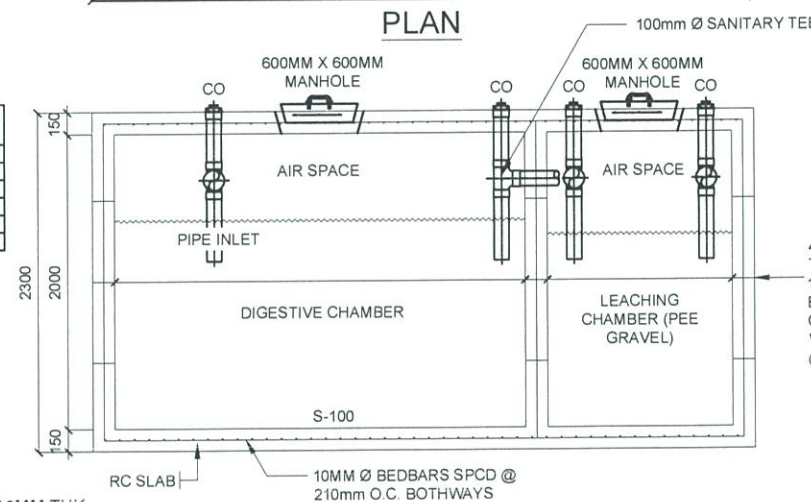 PLAN
100mm Ø SANITARY TEE
600MM X 600MM
MANHOLE
600MM X 600MM
MANHOLE
CO
CO
CO
CO
150
AIR SPACE
AIR SPACE
PIPE INLET
2300
2000
DIGESTIVE CHAMBER
LEACHING
CHAMBER (PEE
GRAVEL)
S-100
150
RC SLAB
10MM Ø BEDBARS SPCD @
210mm O.C. BOTHWAYS